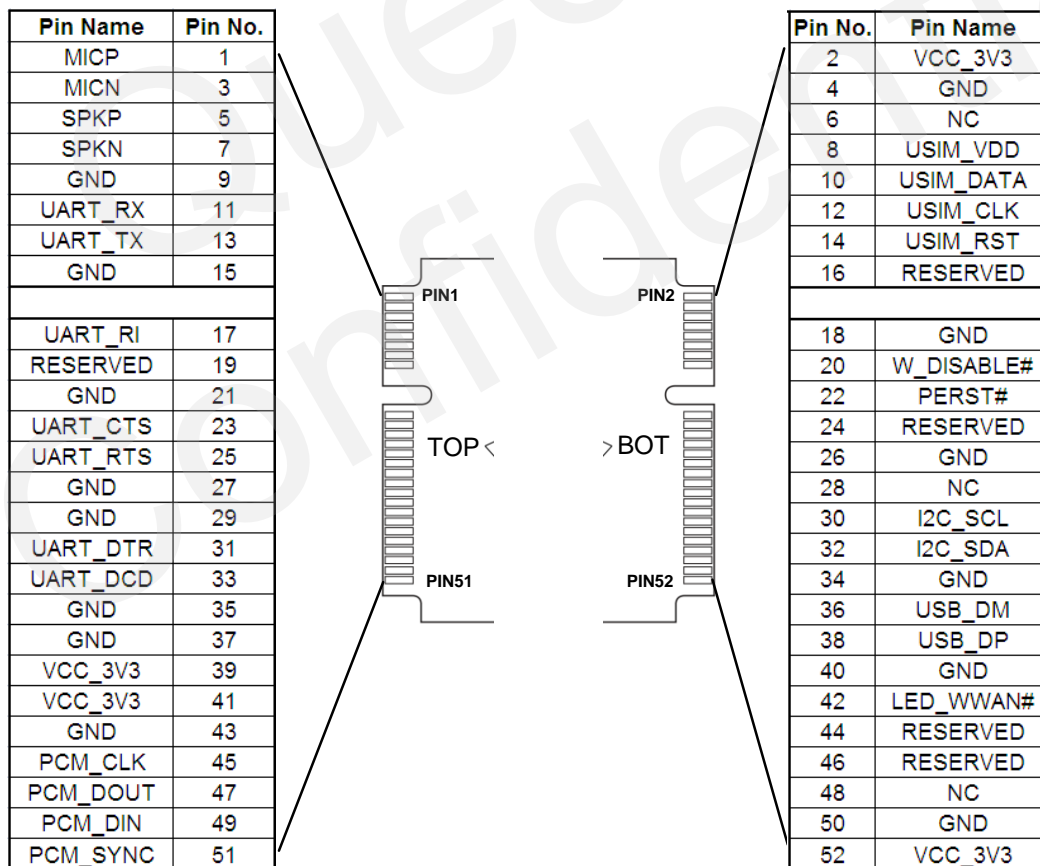 Pin Name Pin No.
MICP 1
MICN 3
SPKP 5
SPKN 7
GND 9
UART_RX 11
UART_TX 13
GND 15
UART_RI 17
RESERVED 19
GND 21
UART_CTS 23
UART_RTS 25
GND 27
GND 29
UART_DTR 31
UART_DCD 33
GND 35
GND 37
VCC_3V3 39
VCC_3V3 41
GND 43
PCM_CLK 45
PCM_DOUT 47
PCM_DIN 49
PCM_SYNC 51
PIN1
PIN2
TOP
BOT
PIN51
PIN52
Pin No. Pin Name
2 VCC_3V3
4 GND
6 NC
8 USIM_VDD
10 USIM_DATA
12 USIM_CLK
14 USIM_RST
16 RESERVED
18 GND
20 W_DISABLE#
22 PERST#
24 RESERVED
26 GND
28 NC
30 I2C_SCL
32 I2C_SDA
34 GND
36 USB_DM
38 USB_DP
40 GND
42 LED_WWAN#
44 RESERVED
46 RESERVED
48 NC
50 GND
52 VCC_3V3